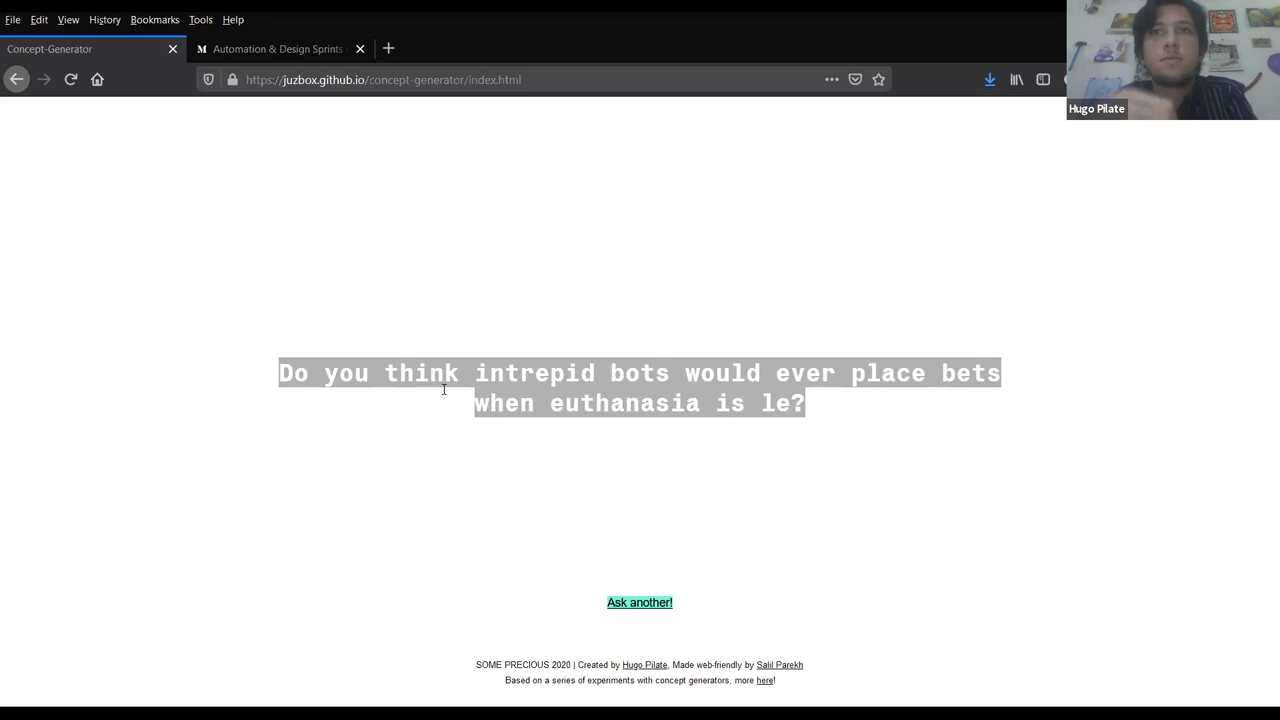 File Edit View History Bookmarks Tools Help
Concept-Generator
M Automation & Design Sprints
https://juzbox.github.io/concept-generator/index.html
Hugo Pilate
Do you think intrepid bots would ever place bets
when euthanasia is le?
Ask another!
SOME PRECIOUS 2020 | Created by Hugo Pilate, Made web-friendly by Salil Parekh
Based on a series of experiments with concept generators, more here!